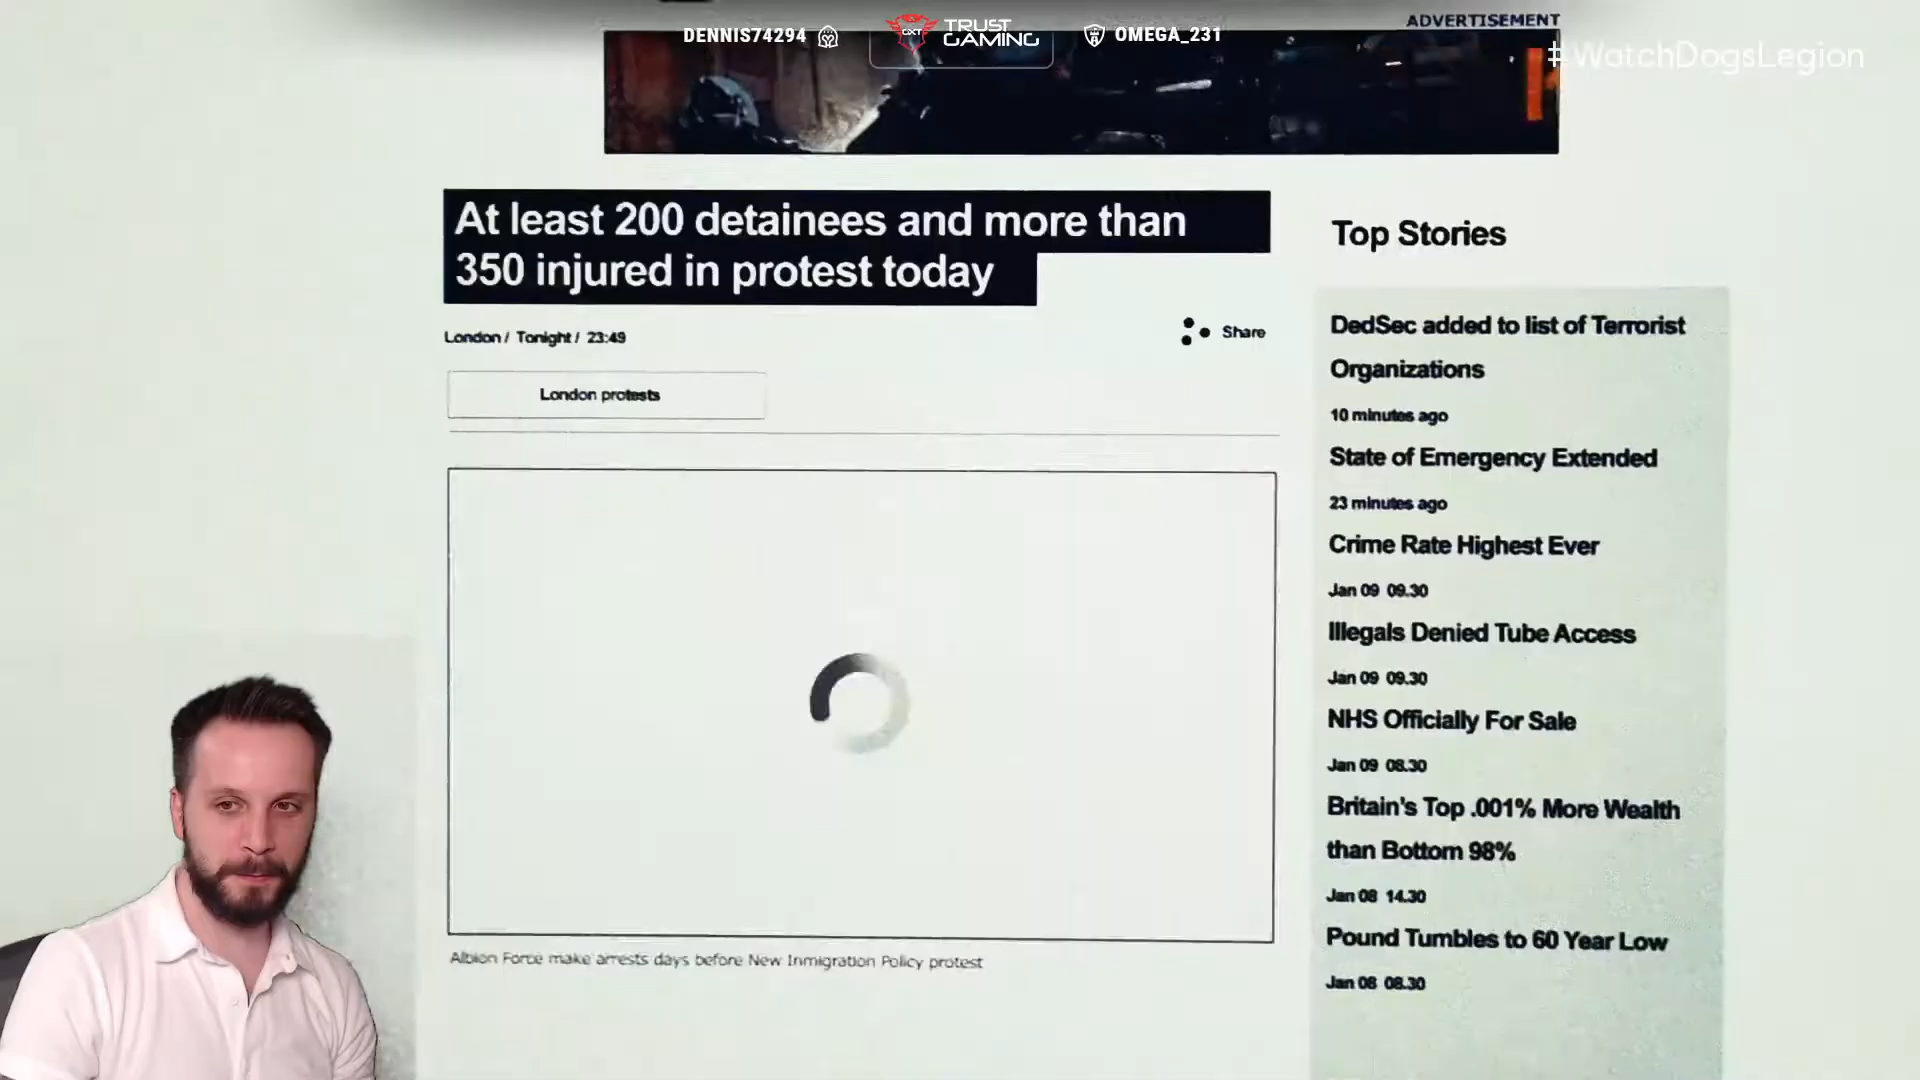 DENNIS74294
GXT
TRUST
GAMING
OMEGA_231
ADVERTISEMENT
#WatchDogsLegion
At least 200 detainees and more than
350 injured in protest today
London / Tonight / 23:49
Share
London protests
Albion Force make arrests days before New Inmigration Policy protest
Top Stories
DedSec added to list of Terrorist
Organizations
10 minutes ago
State of Emergency Extended
23 minutes ago
Crime Rate Highest Ever
Jan 09 09.30
Illegals Denied Tube Access
Jan 09 09.30
NHS Officially For Sale
Jan 09 08.30
Britain's Top .001% More Wealth
than Bottom 98%
Jan 08 14.30
Pound Tumbles to 60 Year Low
Jan 08 08.30